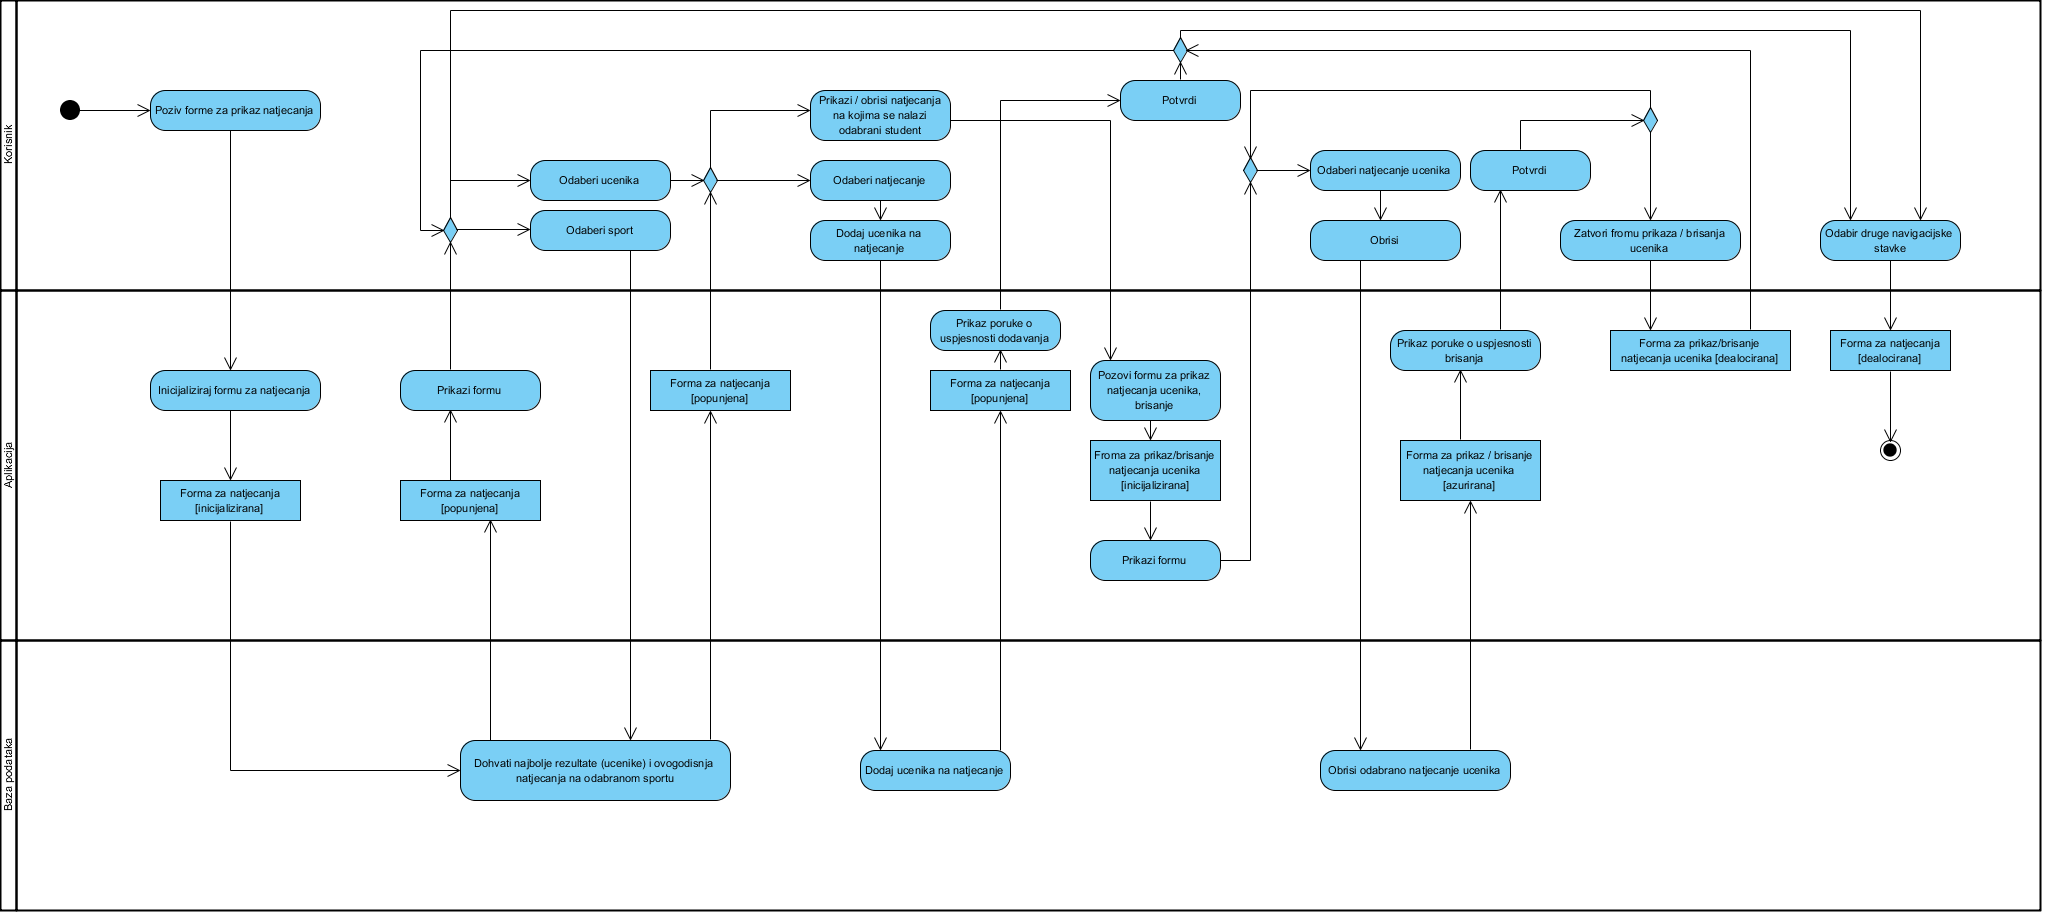 Korisnik
Poziv forme za prikaz natjecanja
Odaberi ucenika
Odaberi sport
Prikazi / obrisi natjecanja
na kojima se nalazi
odabrani student
Odaberi natjecanje
Dodaj ucenika na
natjecanje
Potvrdi
Odaberi natjecanje ucenika
Obrisi
Potvrdi
Zatvori fromu prikaza / brisanja
ucenika
Odabir druge navigacijske
stavke
Aplikacija
Inicijaliziraj formu za natjecanja
Forma za natjecanja
[inicijalizirana]
Prikazi formu
Forma za natjecanja
[popunjena]
Forma za natjecanja
[popunjena]
Prikaz poruke o
uspjesnosti dodavanja
Forma za natjecanja
[popunjena]
Pozovi formu za prikaz
natjecanja ucenika,
brisanje
Froma za prikaz/brisanje
natjecanja ucenika
[inicijalizirana]
Prikazi formu
Prikaz poruke o uspjesnosti
brisanja
Forma za prikaz / brisanje
natjecanja ucenika
[azurirana]
Forma za prikaz/brisanje
natjecanja ucenika [dealocirana]
Forma za natjecanja
[dealocirana]
Baza podataka
Dohvati najbolje rezultate (ucenike) i ovogodisnja
natjecanja na odabranom sportu
Dodaj ucenika na natjecanje
Obrisi odabrano natjecanje ucenika